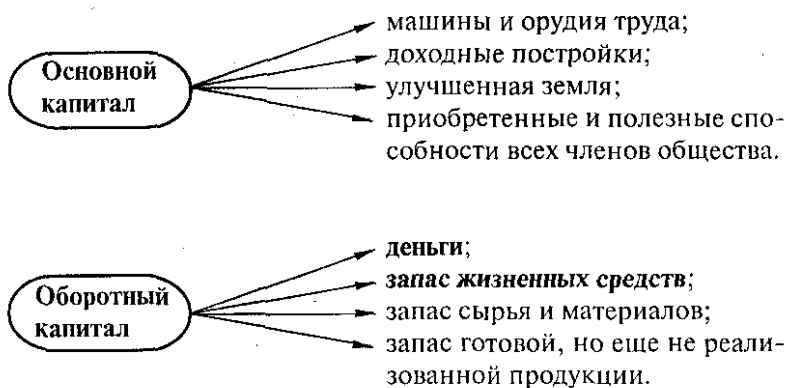 Основной
капитал
машины и орудия труда;
доходные постройки;
улучшенная земля;
приобретенные и полезные спо-
собности всех членов общества.
Оборотный
капитал
деньги;
запас жизненных средств;
запас сырья и материалов;
запас готовой, но еще не реали-
зованной продукции.